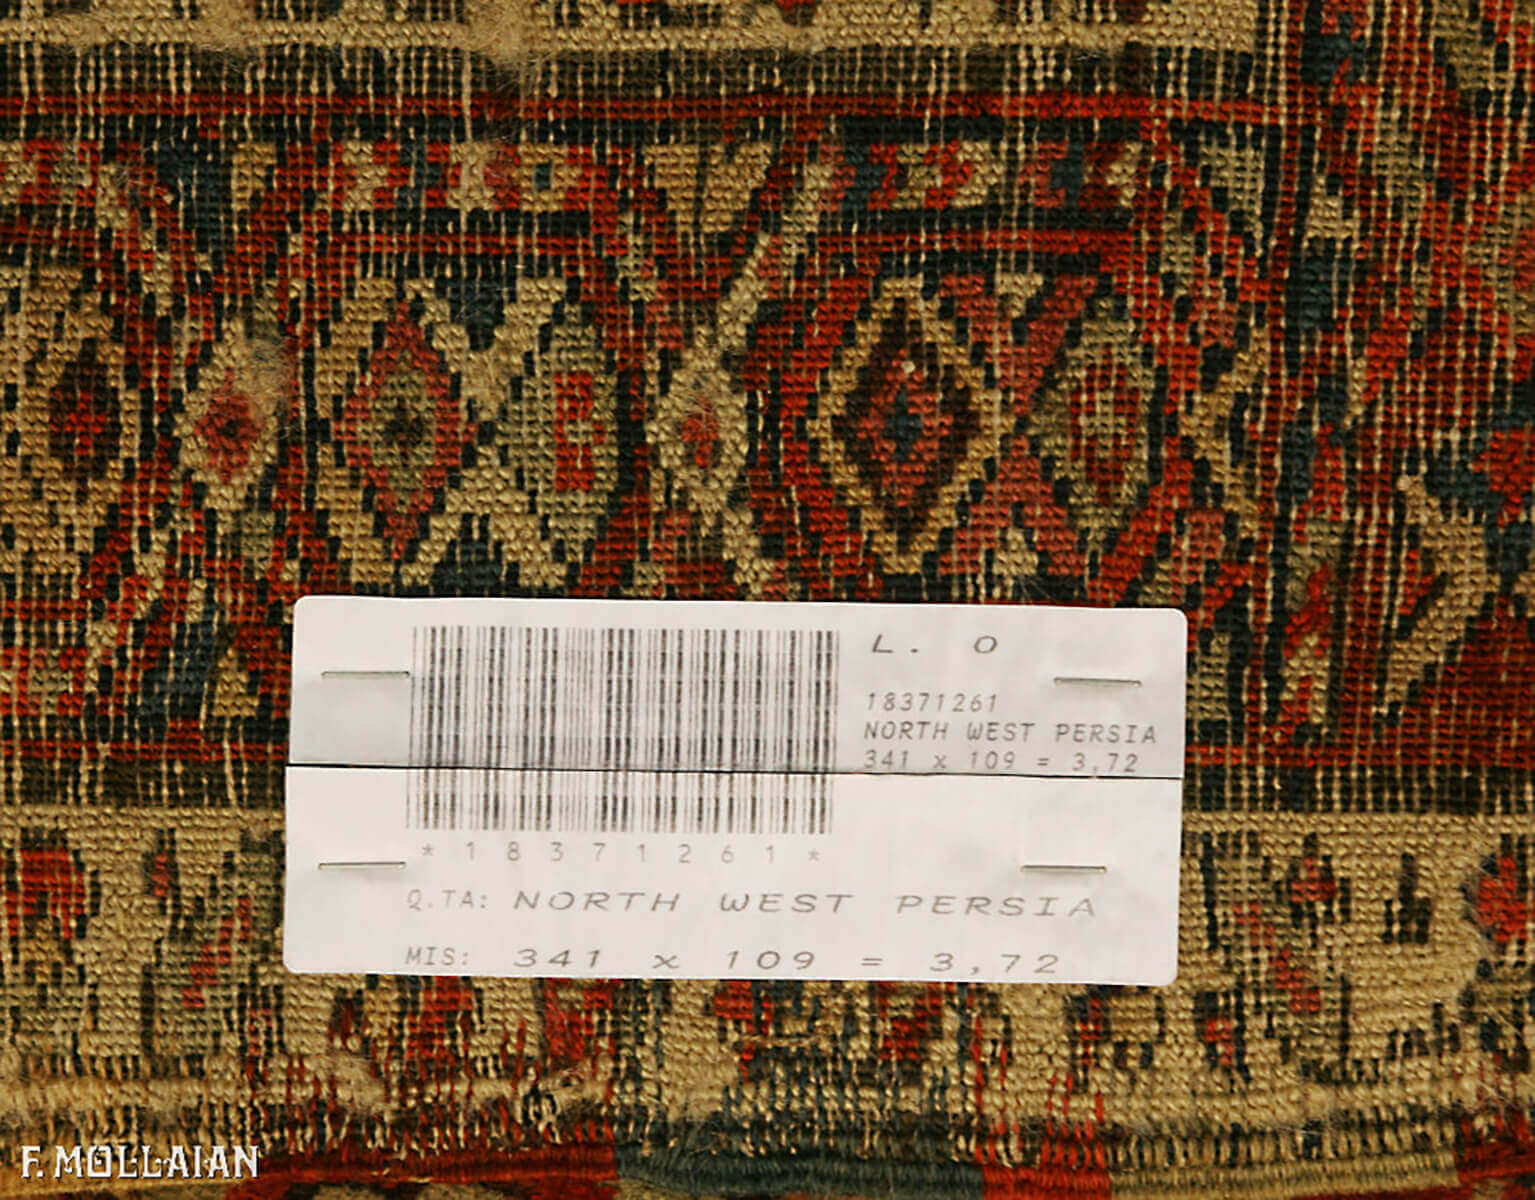 L. O
18371261
NORTH WEST PERSIA
341 x 109 = 3,72
*18371261*
Q.TA: NORTH WEST PERSIA
MIS: 341 x 109 = 3,72
F. MOLLAIAN